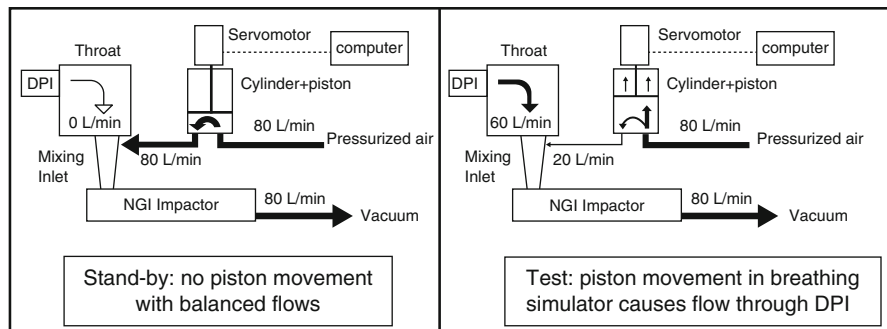 Servomotor
computer
Throat
DPI
Cylinder+piston
0 L/min
80 L/min
Pressurized air
Mixing
Inlet
80 L/min
NGI Impactor
80 L/min
Vacuum
Stand-by: no piston movement
with balanced flows
Servomotor
computer
Throat
DPI
Cylinder+piston
60 L/min
80 L/min
Pressurized air
Mixing
Inlet
20 L/min
NGI Impactor
80 L/min
Vacuum
Test: piston movement in breathing
simulator causes flow through DPI